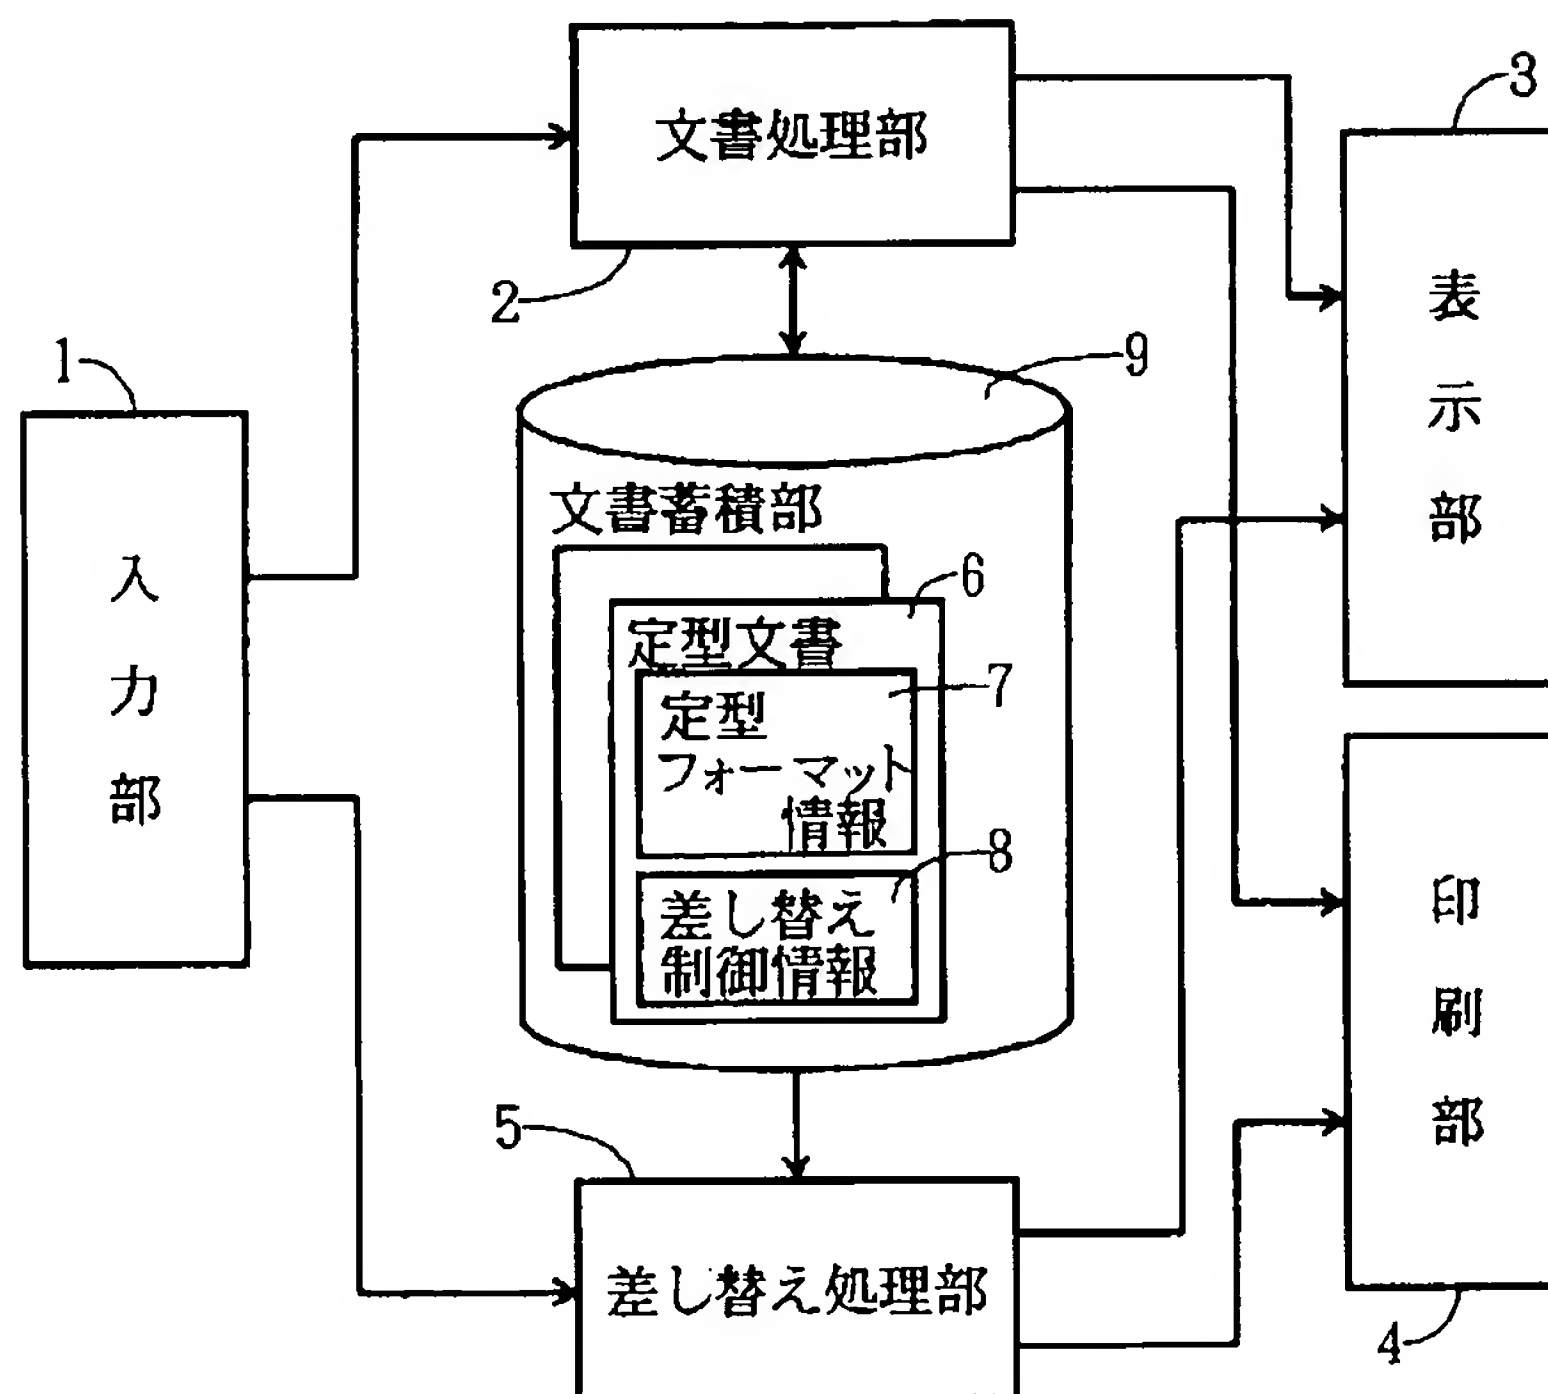 文書処理部
2
3
表示部
1
入力部
9
文書蓄積部
6
定型文書
7
定型
フォーマット
情報
8
差し替え
制御情報
5
差し替え処理部
印刷部
4